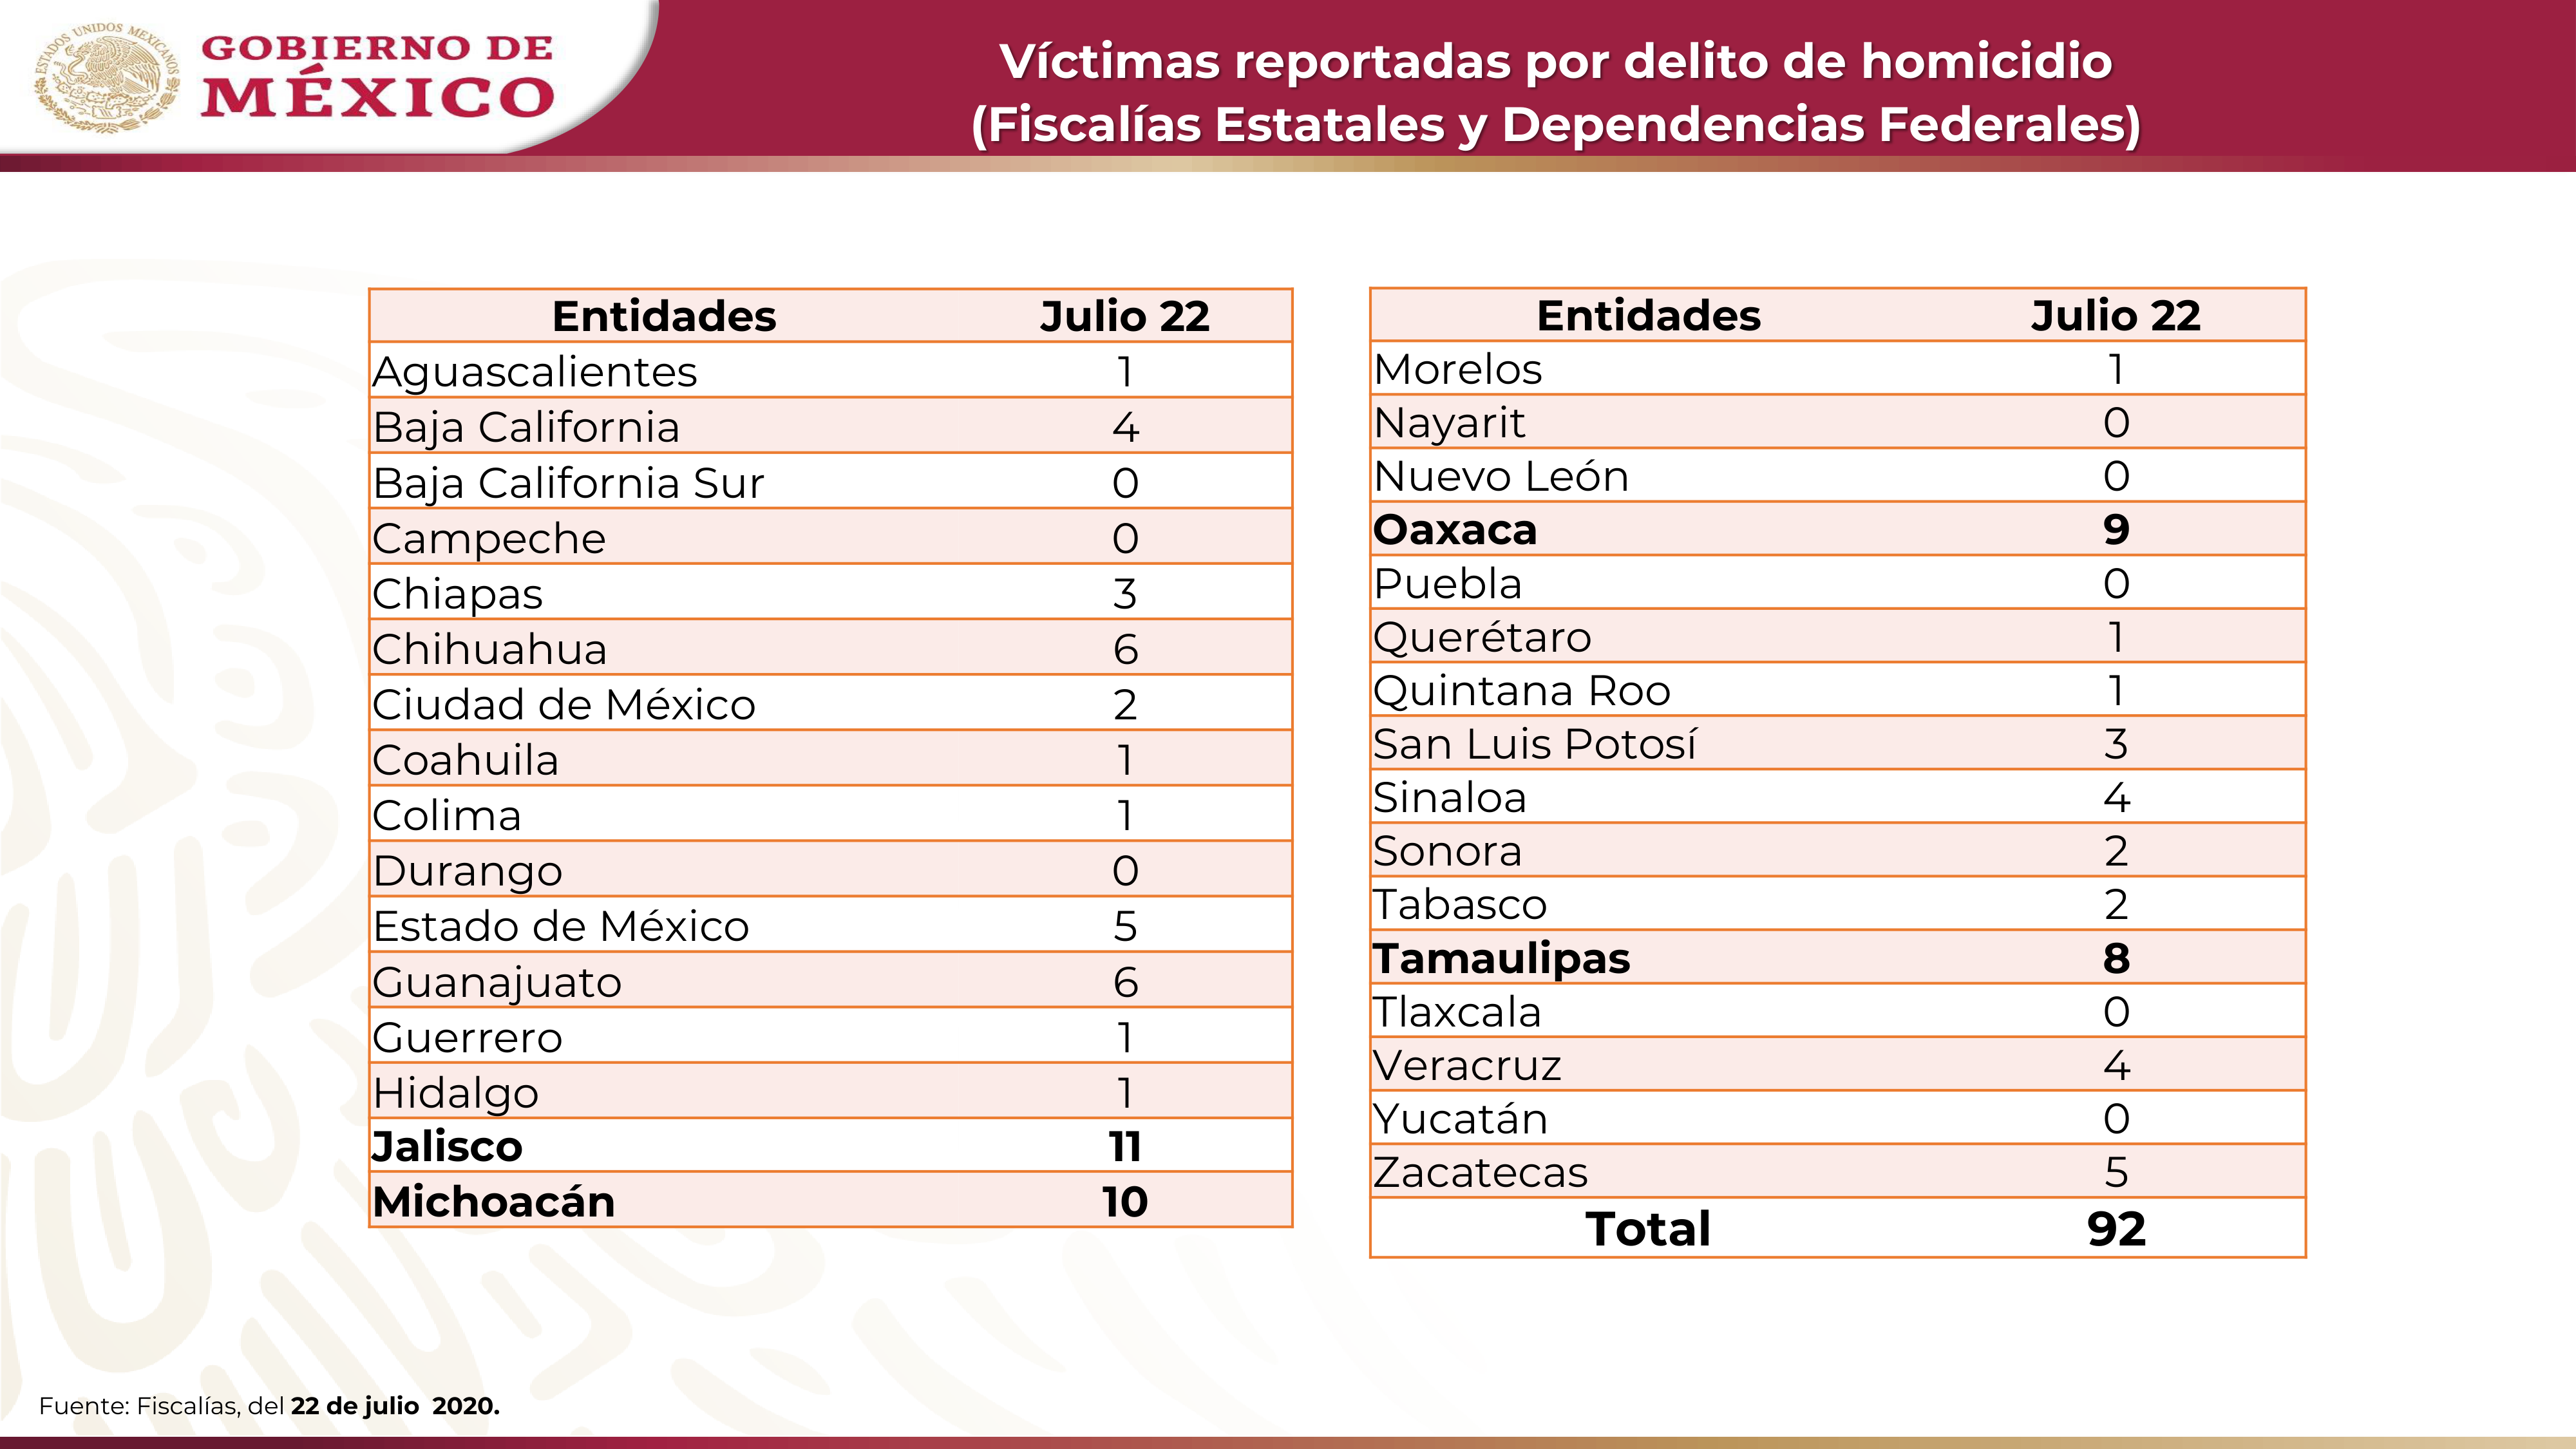 ESTADOS UNIDOS MEXICANOS
GOBIERNO DE
MÉXICO
Víctimas reportadas por delito de homicidio
(Fiscalías Estatales y Dependencias Federales)
Entidades Julio 22
Aguascalientes 1
Baja California 4
Baja California Sur 0
Campeche 0
Chiapas 3
Chihuahua 6
Ciudad de México 2
Coahuila 1
Colima 1
Durango 0
Estado de México 5
Guanajuato 6
Guerrero 1
Hidalgo 1
Jalisco 11
Michoacán 10
Entidades Julio 22
Morelos 1
Nayarit 0
Nuevo León 0
Oaxaca 9
Puebla 0
Querétaro 1
Quintana Roo 1
San Luis Potosí 3
Sinaloa 4
Sonora 2
Tabasco 2
Tamaulipas 8
Tlaxcala 0
Veracruz 4
Yucatán 0
Zacatecas 5
Total 92
Fuente: Fiscalías, del 22 de julio 2020.